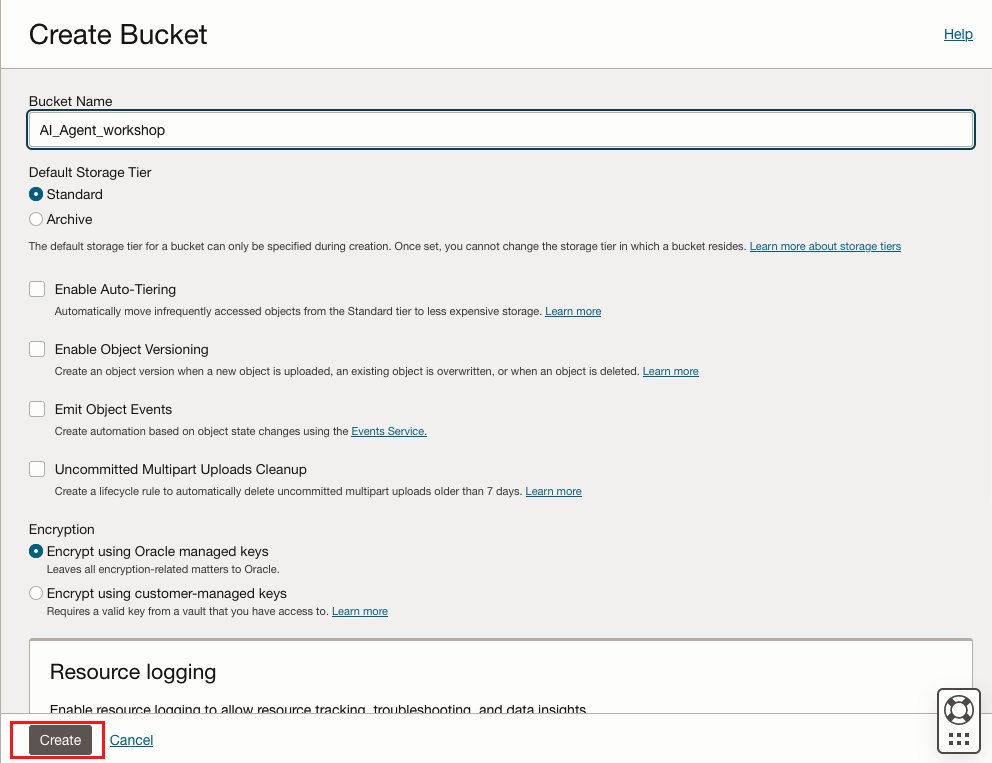 Create Bucket
Help
Bucket Name
AI_Agent_workshop
Default Storage Tier
Standard
Archive
The default storage tier for a bucket can only be specified during creation. Once set, you cannot change the storage tier in which a bucket resides. Learn more about storage tiers
Enable Auto-Tiering
Automatically move infrequently accessed objects from the Standard tier to less expensive storage. Learn more
Enable Object Versioning
Create an object version when a new object is uploaded, an existing object is overwritten, or when an object is deleted. Learn more
Emit Object Events
Create automation based on object state changes using the Events Service.
Uncommitted Multipart Uploads Cleanup
Create a lifecycle rule to automatically delete uncommitted multipart uploads older than 7 days. Learn more
Encryption
Encrypt using Oracle managed keys
Leaves all encryption-related matters to Oracle.
Encrypt using customer-managed keys
Requires a valid key from a vault that you have access to. Learn more
Resource logging
Enable resource logging to allow resource tracking, troubleshooting, and data insights.
Create
Cancel